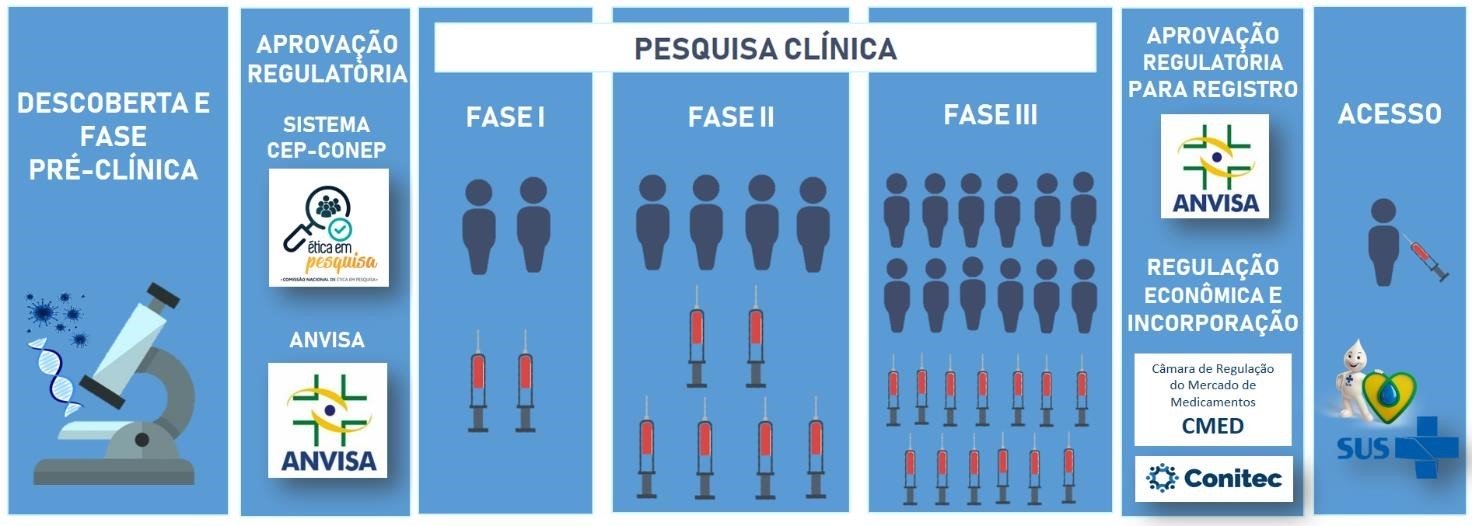 DESCOBERTA E
FASE
PRÉ-CLÍNICA
APROVAÇÃO
REGULATÓRIA
SISTEMA
CEP-CONEP
ética em
pesquisa
COMISSÃO NACIONAL DE ÉTICA EM PESQUISA
ANVISA
ANVISA
PESQUISA CLÍNICA
FASE I
FASE II
FASE III
APROVAÇÃO
REGULATÓRIA
PARA REGISTRO
ANVISA
REGULAÇÃO
ECONÔMICA E
INCORPORAÇÃO
Câmara de Regulação
do Mercado de
Medicamentos
CMED
Conitec
ACESSO
SUS